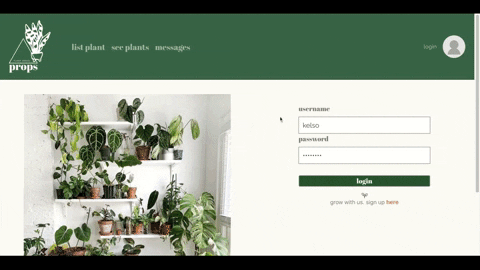 props
list plant see plants messages
login
username
kelso
password
••••••••
login
grow with us. sign up here